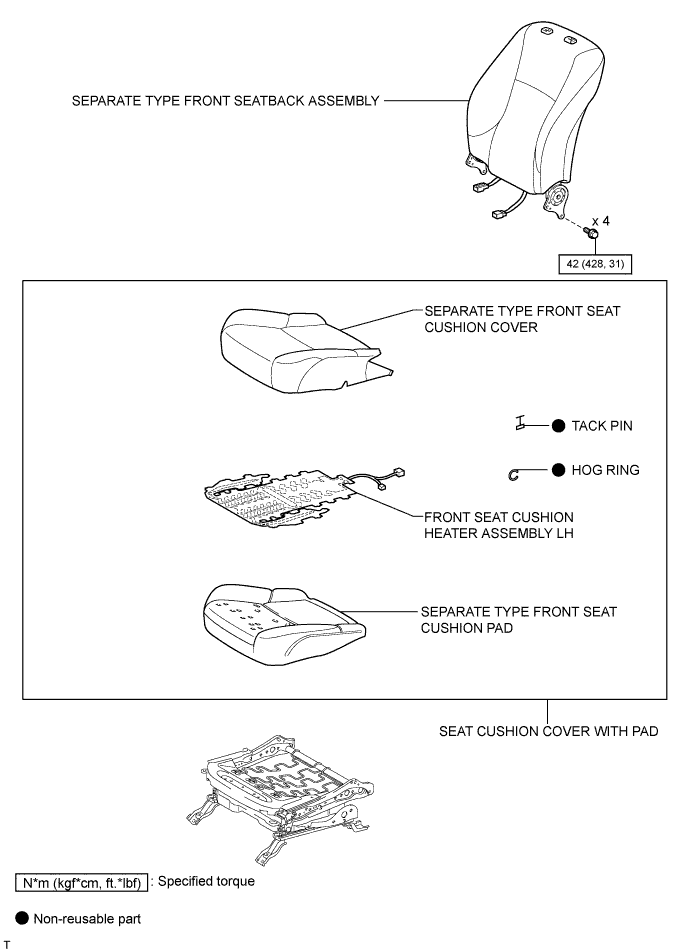 SEPARATE TYPE FRONT SEATBACK ASSEMBLY
x 4
42 (428, 31)
SEPARATE TYPE FRONT SEAT
CUSHION COVER
TACK PIN
HOG RING
FRONT SEAT CUSHION
HEATER ASSEMBLY LH
SEPARATE TYPE FRONT SEAT
CUSHION PAD
SEAT CUSHION COVER WITH PAD
N*m (kgf*cm, ft.*lbf) : Specified torque
Non-reusable part
T